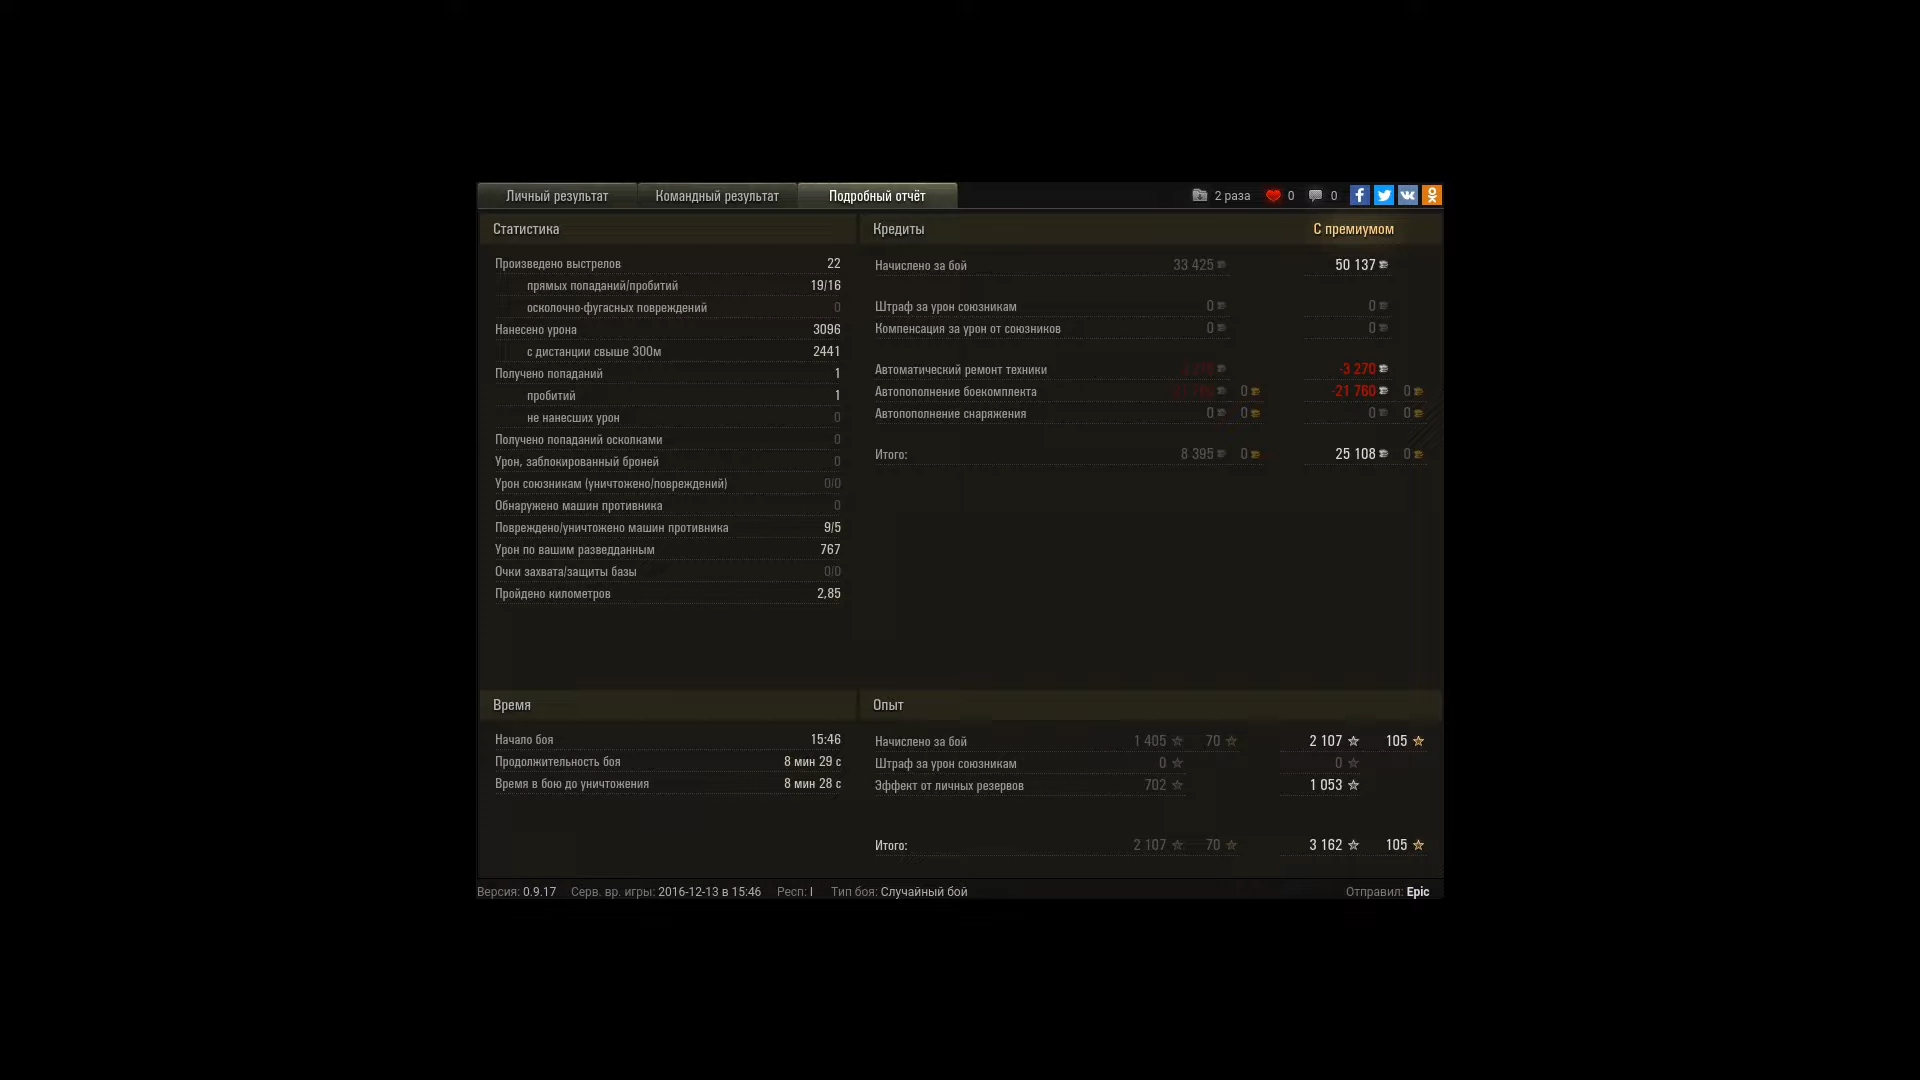 Личный результат Командный результат Подробный отчёт 2 раза 0 0
Статистика
Произведено выстрелов 22
прямых попаданий/пробитий 19/16
осколочно-фугасных повреждений 0
Нанесено урона 3096
с дистанции свыше 300м 2441
Получено попаданий 1
пробитий 1
не нанесших урон 0
Получено попаданий осколками 0
Урон, заблокированный броней 0
Урон союзникам (уничтожено/повреждений) 0/0
Обнаружено машин противника 0
Повреждено/уничтожено машин противника 9/5
Урон по вашим разведданным 767
Очки захвата/защиты базы 0/0
Пройдено километров 2,85
Кредиты С премиумом
Начислено за бой 33 425 50 137
Штраф за урон союзникам 0 0
Компенсация за урон от союзников 0 0
Автоматический ремонт техники -3 270
Автопополнение боекомплекта 0 -21 760 0
Автопополнение снаряжения 0 0 0 0
Итого: 8 395 0 25 108 0
Время
Начало боя 15:46
Продолжительность боя 8 мин 29 с
Время в бою до уничтожения 8 мин 28 с
Опыт
Начислено за бой 1 405 70 2 107 105
Штраф за урон союзникам 0 0
Эффект от личных резервов 702 1 053
Итого: 2 107 70 3 162 105
Версия: 0.9.17 Серв. вр. игры: 2016-12-13 в 15:46 Респ: I Тип боя: Случайный бой Отправил: Epic